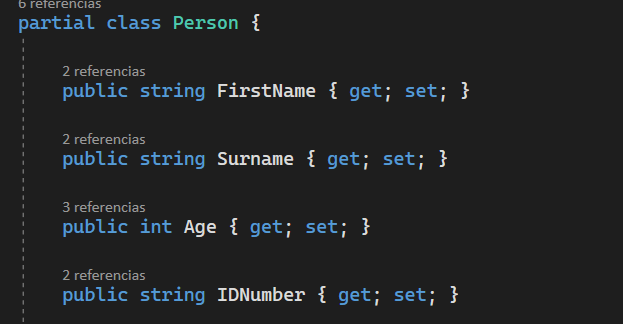 6 referencias
partial class Person {
2 referencias
public string FirstName { get; set; }
2 referencias
public string Surname { get; set; }
3 referencias
public int Age { get; set; }
2 referencias
public string IDNumber { get; set; }